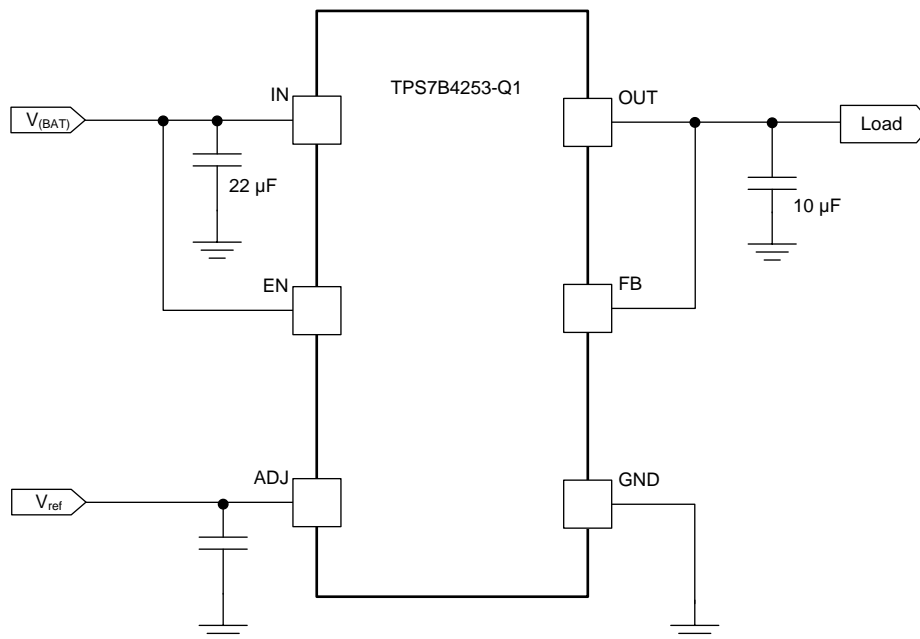 TPS7B4253-Q1
IN
OUT
V(BAT)
Load
22 µF
10 µF
EN
FB
ADJ
GND
Vref